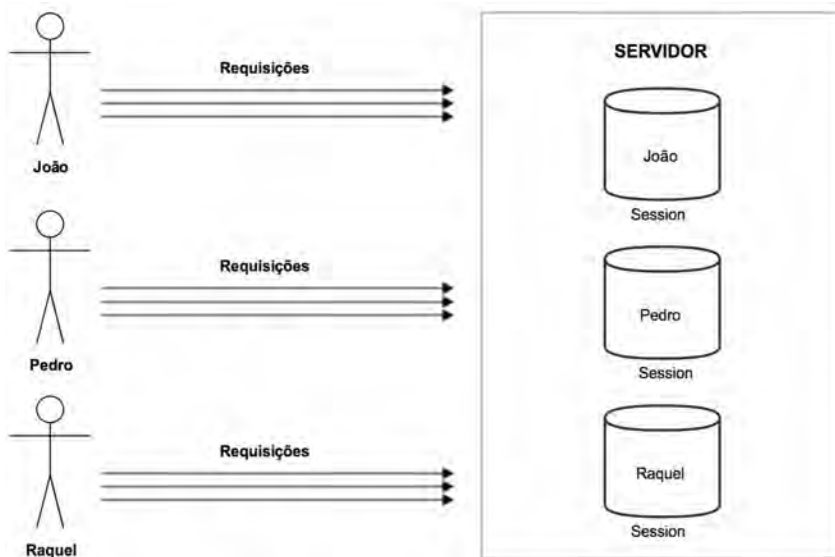 Requisições
João
SERVIDOR
João
Session
Requisições
Pedro
Pedro
Session
Requisições
Raquel
Raquel
Session